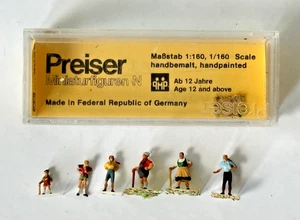 Preiser
Miniaturfiguren N
Maßstab 1:160, 1/160 Scale
handbemalt, handpainted
Ab 12 Jahre
Age 12 and above
Made in Federal Republic of Germany